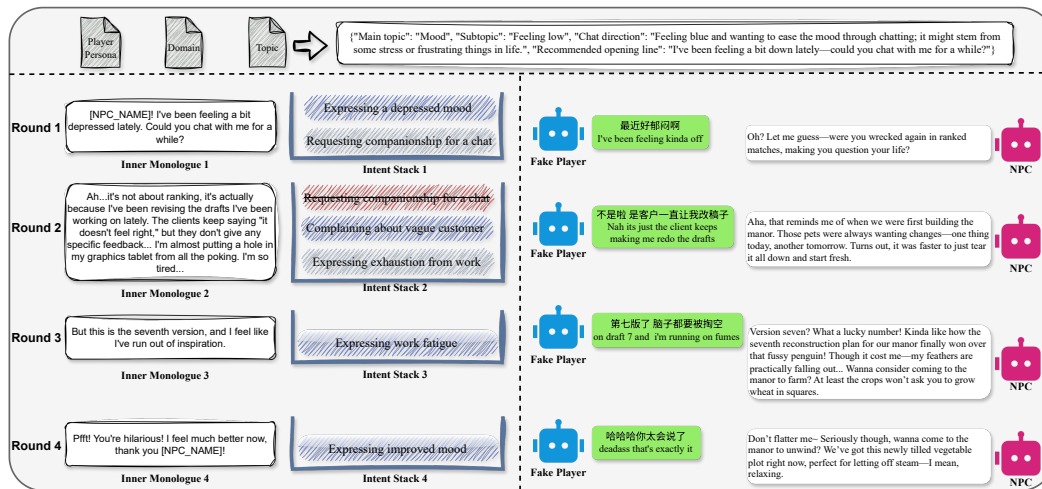 Player
Persona
Domain
Topic
{"Main topic": "Mood", "Subtopic": "Feeling low", "Chat direction": "Feeling blue and wanting to ease the mood through chatting; it might stem
from some stress or frustrating things in life.", "Recommended opening line": "I've been feeling a bit down lately—could you chat with me for a while?"}
Round 1
[NPC_NAME]! I've been feeling a bit
depressed lately. Could you chat with me for a
while?
Inner Monologue 1
Expressing a depressed mood
Requesting companionship for a chat
Intent Stack 1
Fake Player
最近好郁闷啊
I've been feeling kinda off
Oh? Let me guess—were you wrecked again in ranked
matches, making you question your life?
NPC
Round 2
Ah...it's not about ranking, it's actually
because I've been revising the drafts I've been
working on lately. The clients keep saying "it
doesn't feel right," but they don't give any
specific feedback... I'm almost putting a hole in
my graphics tablet from all the poking. I'm so
tired...
Inner Monologue 2
Requesting companionship for a chat
Complaining about vague customer
Expressing exhaustion from work
Intent Stack 2
Fake Player
不是啦 是客户一直让我改稿子
Nah its just the client keeps
making me redo the drafts
Aha, that reminds me of when we were first building the
manor. Those pets were always wanting changes—one thing
today, another tomorrow. Turns out, it was faster to just tear
it all down and start fresh.
NPC
Round 3
But this is the seventh version, and I feel like
I've run out of inspiration.
Inner Monologue 3
Expressing work fatigue
Intent Stack 3
Fake Player
第七版了 脑子都要被掏空
on draft 7 and i'm running on fumes
Version seven? What a lucky number! Kinda like how the
seventh reconstruction plan for our manor finally won over
that fussy penguin! Though it cost me—my feathers are
practically falling out... Wanna consider coming to the
manor to farm? At least the crops won't ask you to grow
wheat in squares.
NPC
Round 4
Pfft! You're hilarious! I feel much better now,
thank you [NPC_NAME]!
Inner Monologue 4
Expressing improved mood
Intent Stack 4
Fake Player
哈哈哈你太会说了
deadass that's exactly it
Don't flatter me~ Seriously though, wanna come to the
manor to unwind? We've got this newly tilled vegetable
plot right now, perfect for letting off steam—I mean,
relaxing.
NPC